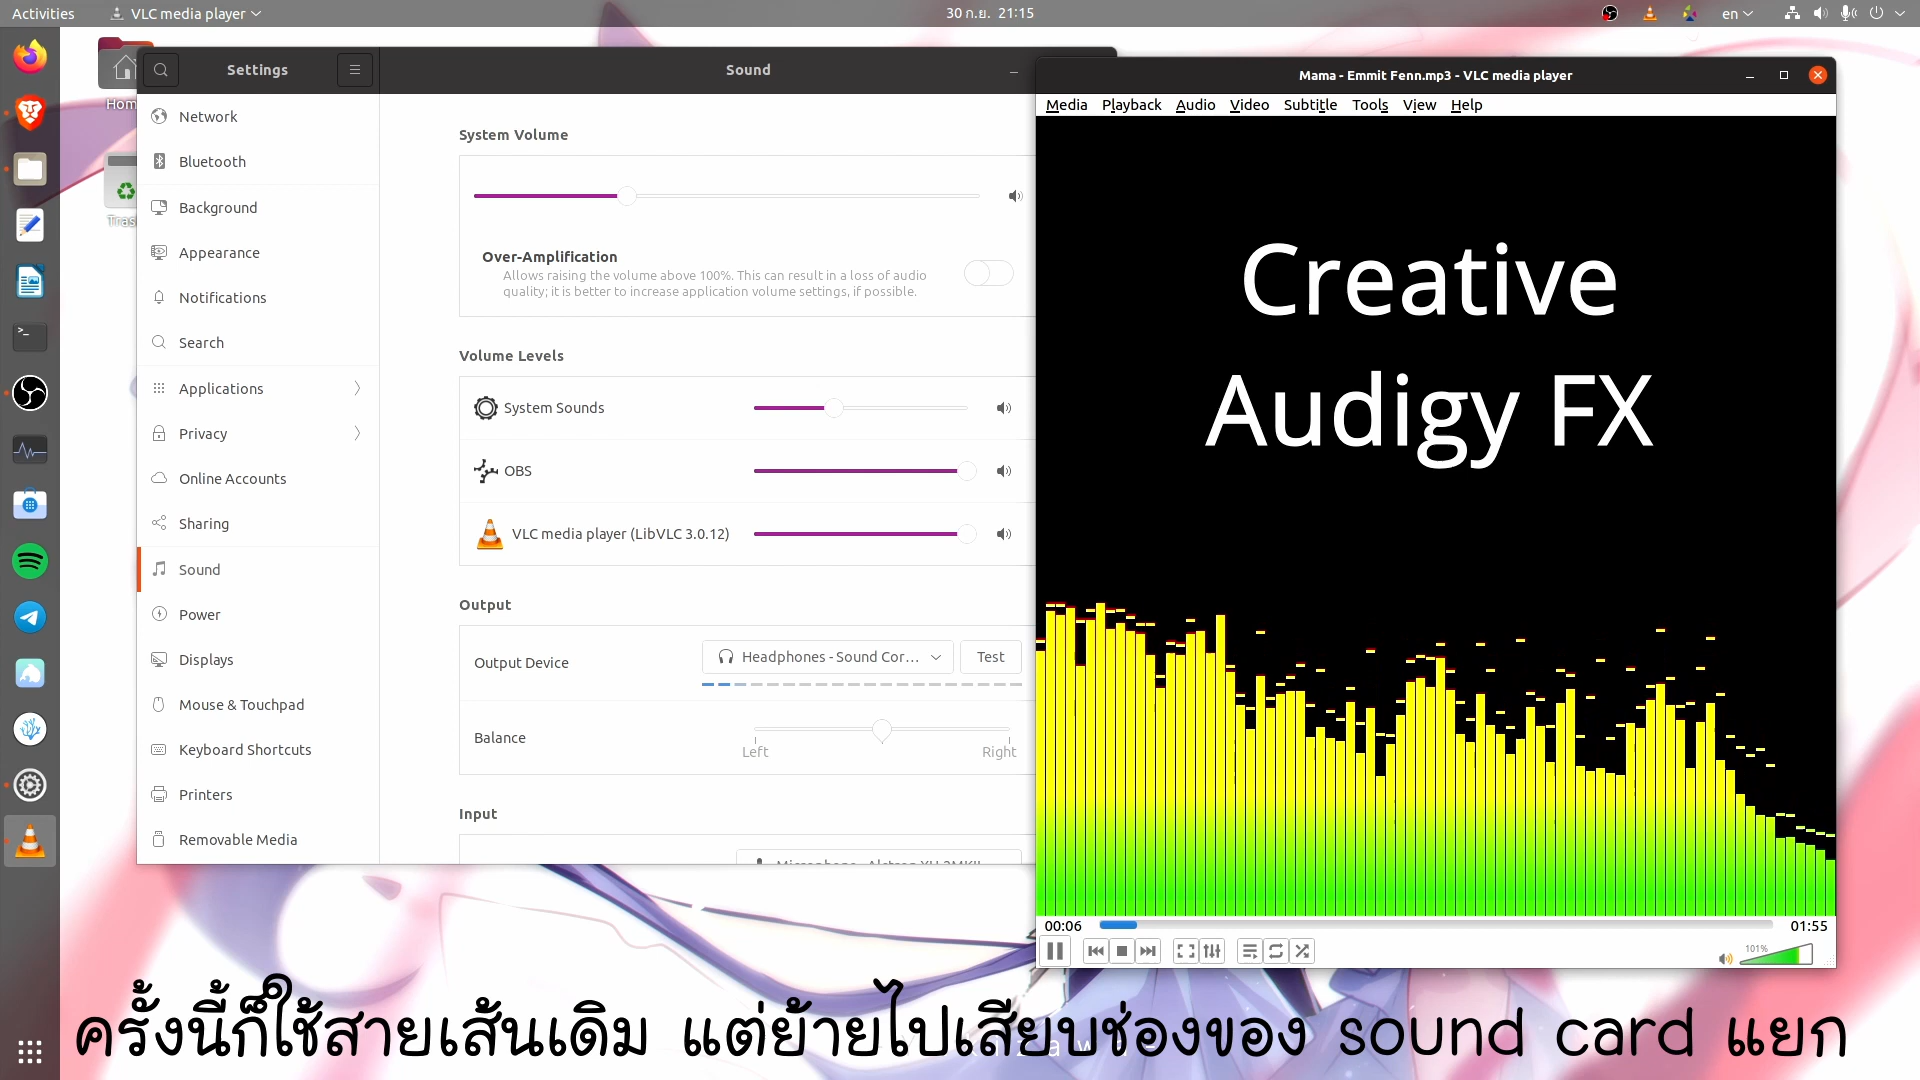 Activities
VLC media player
30 ก.ย. 21:15
en
Home
Settings
Sound
Network
Bluetooth
Background
Appearance
Notifications
Search
Applications
Privacy
Online Accounts
Sharing
Sound
Power
Displays
Mouse & Touchpad
Keyboard Shortcuts
Printers
Removable Media
System Volume
Over-Amplification
Allows raising the volume above 100%. This can result in a loss of audio
quality; it is better to increase application volume settings, if possible.
Volume Levels
System Sounds
OBS
VLC media player (LibVLC 3.0.12)
Output
Output Device
Headphones - Sound Cor...
Test
Balance
Left
Right
Input
Mama - Emmit Fenn.mp3 - VLC media player
Media Playback Audio Video Subtitle Tools View Help
Creative
Audigy FX
00:06
01:55
101%
ครั้งนี้ก็ใช้สายเส้นเดิม แต่ย้ายไปเสียบช่องของ sound card แยก